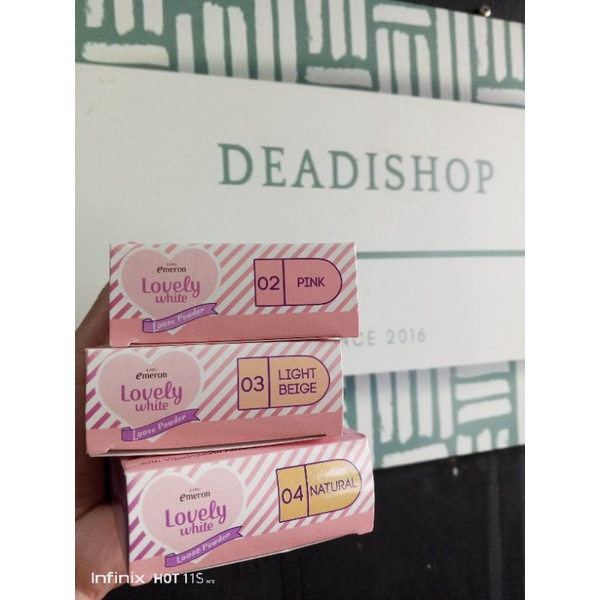 DEADISHOP
NCE 2016
emeron
Lovely
white
Loose Powder
02 PINK
emeron
Lovely
white
Loose Powder
03 LIGHT
BEIGE
emeron
Lovely
white
Loose Powder
04 NATURAL
Infinix HOT 11S NFC